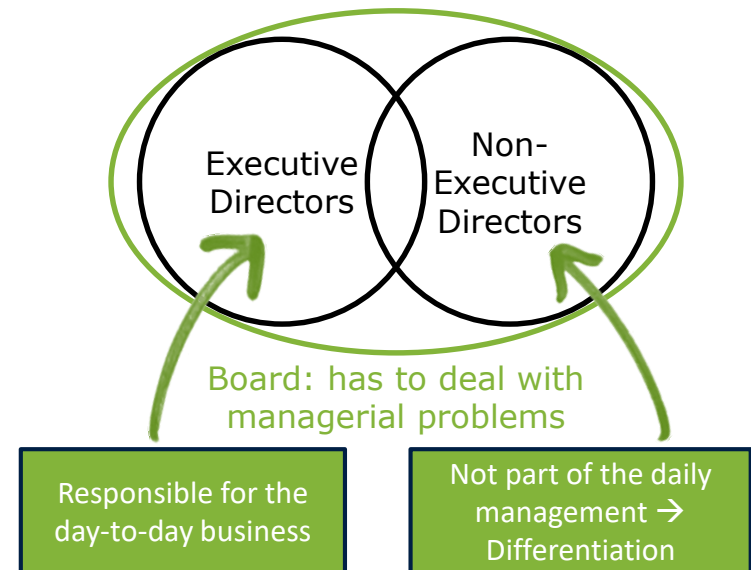 Executive
Directors
Non-
Executive
Directors
Board: has to deal with
managerial problems
Responsible for the
day-to-day business
Not part of the daily
management →
Differentiation